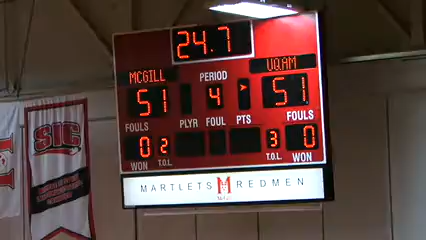 24.7
MCGILL UQAM
PERIOD
51 4 51
FOULS PLYR FOUL PTS FOULS
0 2 3 0
WON T.O.L. T.O.L. WON
MARTLETS REDMEN
SIC